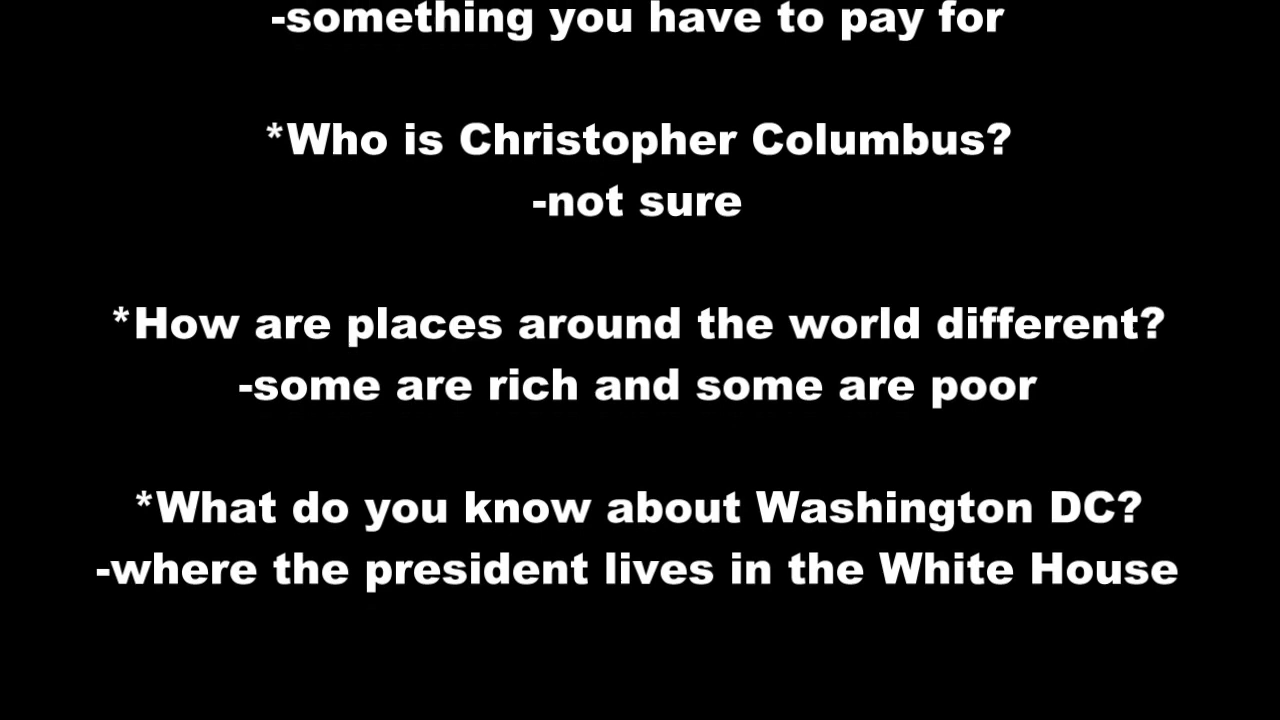 -something you have to pay for
*Who is Christopher Columbus?
-not sure
*How are places around the world different?
-some are rich and some are poor
*What do you know about Washington DC?
-where the president lives in the White House